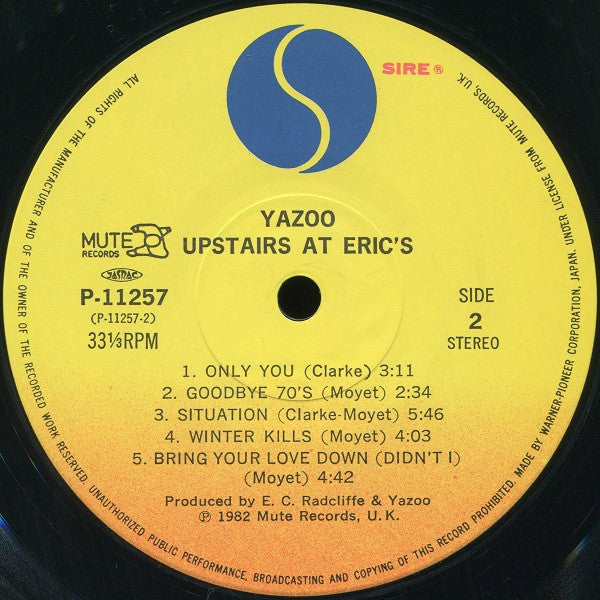 SIRE ®
YAZOO
UPSTAIRS AT ERIC'S
MUTE
RECORDS
JASRAC
P-11257
(P-11257-2)
33⅓RPM
SIDE
2
STEREO
1. ONLY YOU (Clarke) 3:11
2. GOODBYE 70'S (Moyet) 2:34
3. SITUATION (Clarke-Moyet) 5:46
4. WINTER KILLS (Moyet) 4:03
5. BRING YOUR LOVE DOWN (DIDN'T I)
(Moyet) 4:42
Produced by E. C. Radcliffe & Yazoo
℗ 1982 Mute Records, U. K.
ALL RIGHTS OF THE MANUFACTURER AND OF THE OWNER OF THE RECORDED WORK RESERVED. UNAUTHORIZED PUBLIC PERFORMANCE, BROADCASTING AND COPYING OF THIS RECORD PROHIBITED. MADE BY WARNER-PIONEER CORPORATION, JAPAN. UNDER LICENSE FROM MUTE RECORDS, U.K.